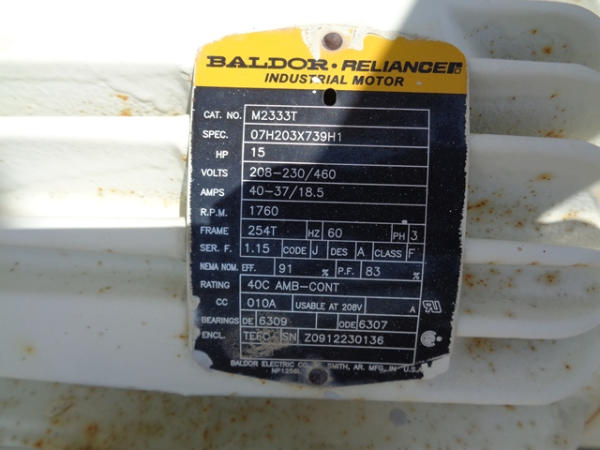 BALDOR • RELIANCER
INDUSTRIAL MOTOR
CAT. NO. M2333T
SPEC. 07H203X739H1
HP 15
VOLTS 208-230/460
AMPS 40-37/18.5
R.P.M. 1760
FRAME 254T HZ 60 PH 3
SER. F. 1.15 CODE J DES A CLASS F
NEMA NOM. EFF. 91 % P.F. 83 %
RATING 40C AMB-CONT
CC 010A USABLE AT 208V A
BEARINGS DE 6309 ODE 6307
ENCL. TEFC SN Z0912230136
BALDOR ELECTRIC CO. SMITH, AR. MFG. IN U.S.A.